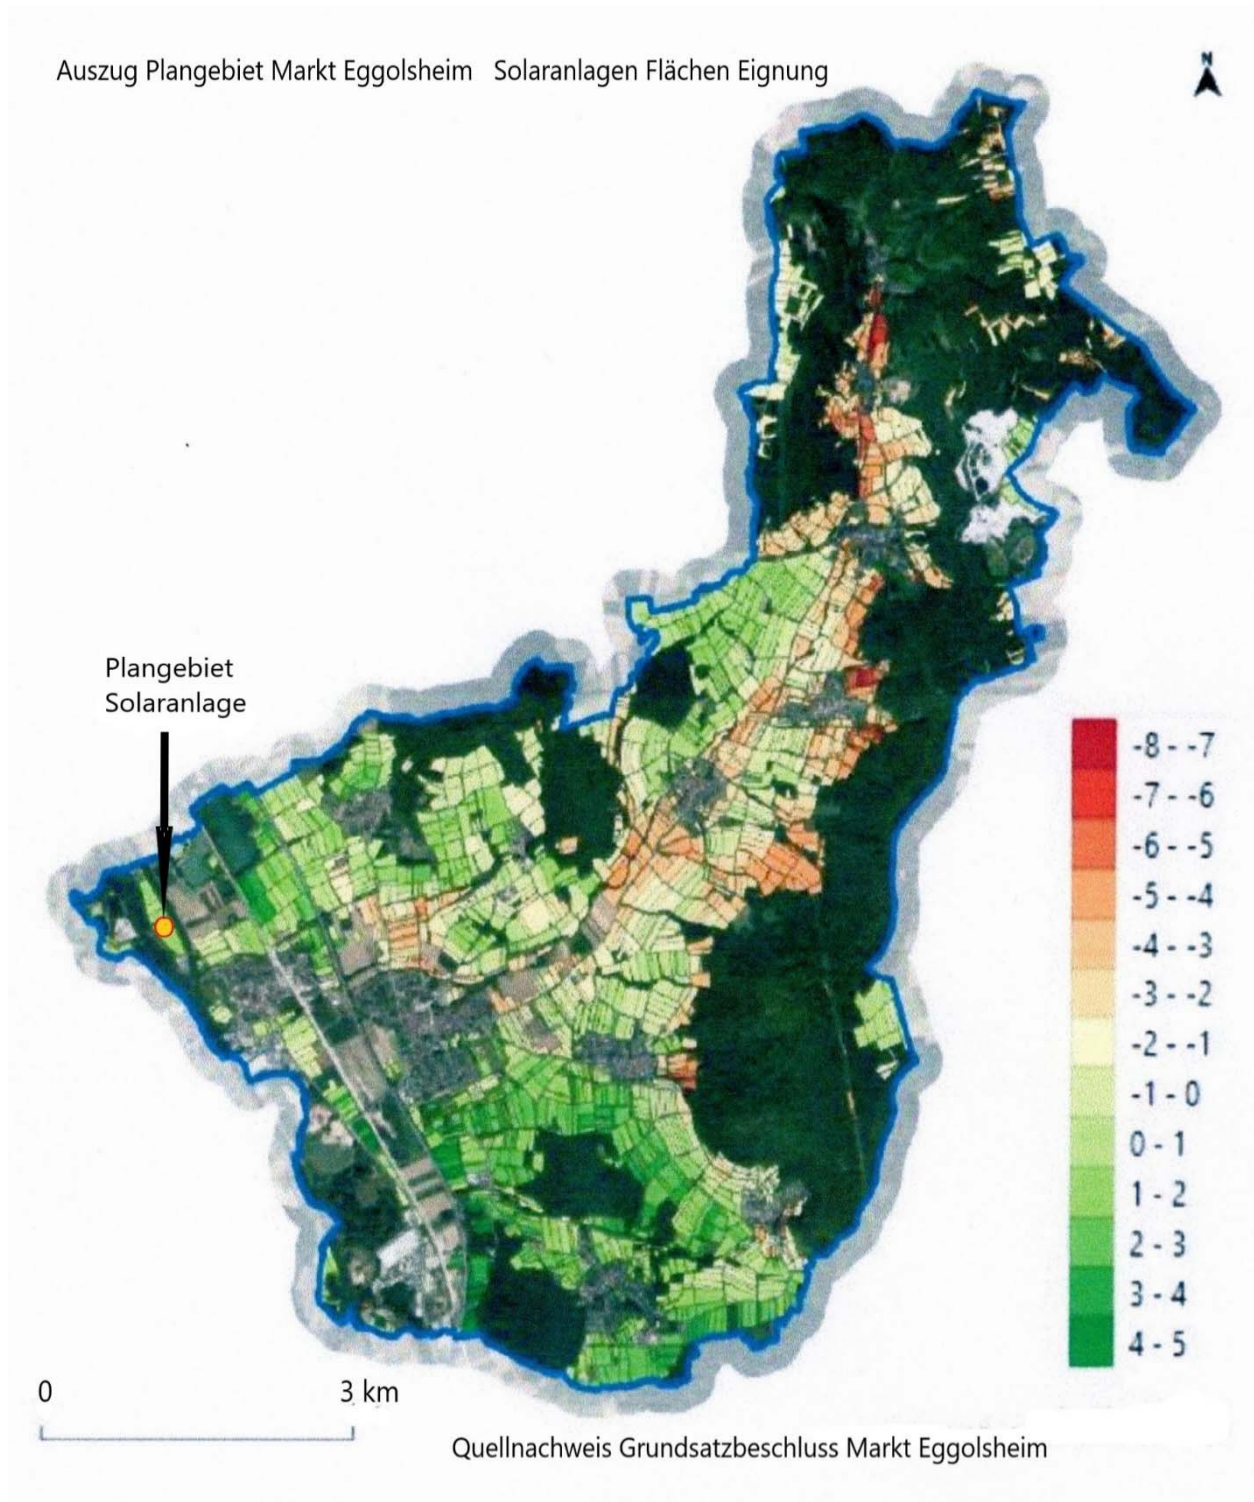 Auszug Plangebiet Markt Eggolsheim   Solaranlagen Flächen Eignung
N
Plangebiet
Solaranlage
-8 - -7
-7 - -6
-6 - -5
-5 - -4
-4 - -3
-3 - -2
-2 - -1
-1 - 0
0 - 1
1 - 2
2 - 3
3 - 4
4 - 5
0 3 km
Quellnachweis Grundsatzbeschluss Markt Eggolsheim